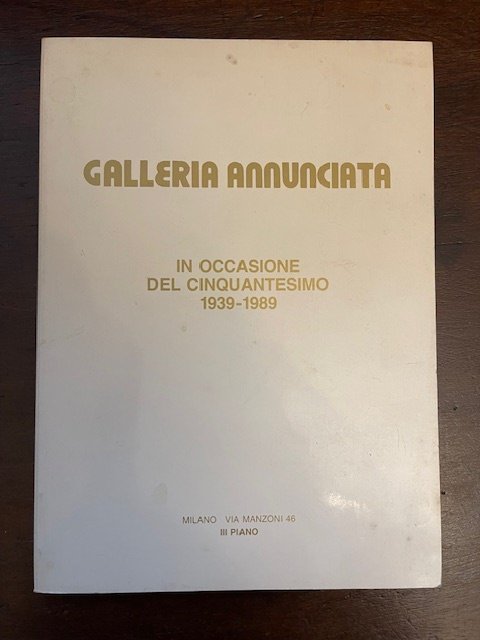 GALLERIA ANNUNCIATA
IN OCCASIONE
DEL CINQUANTESIMO
1939-1989
MILANO VIA MANZONI 46
III PIANO